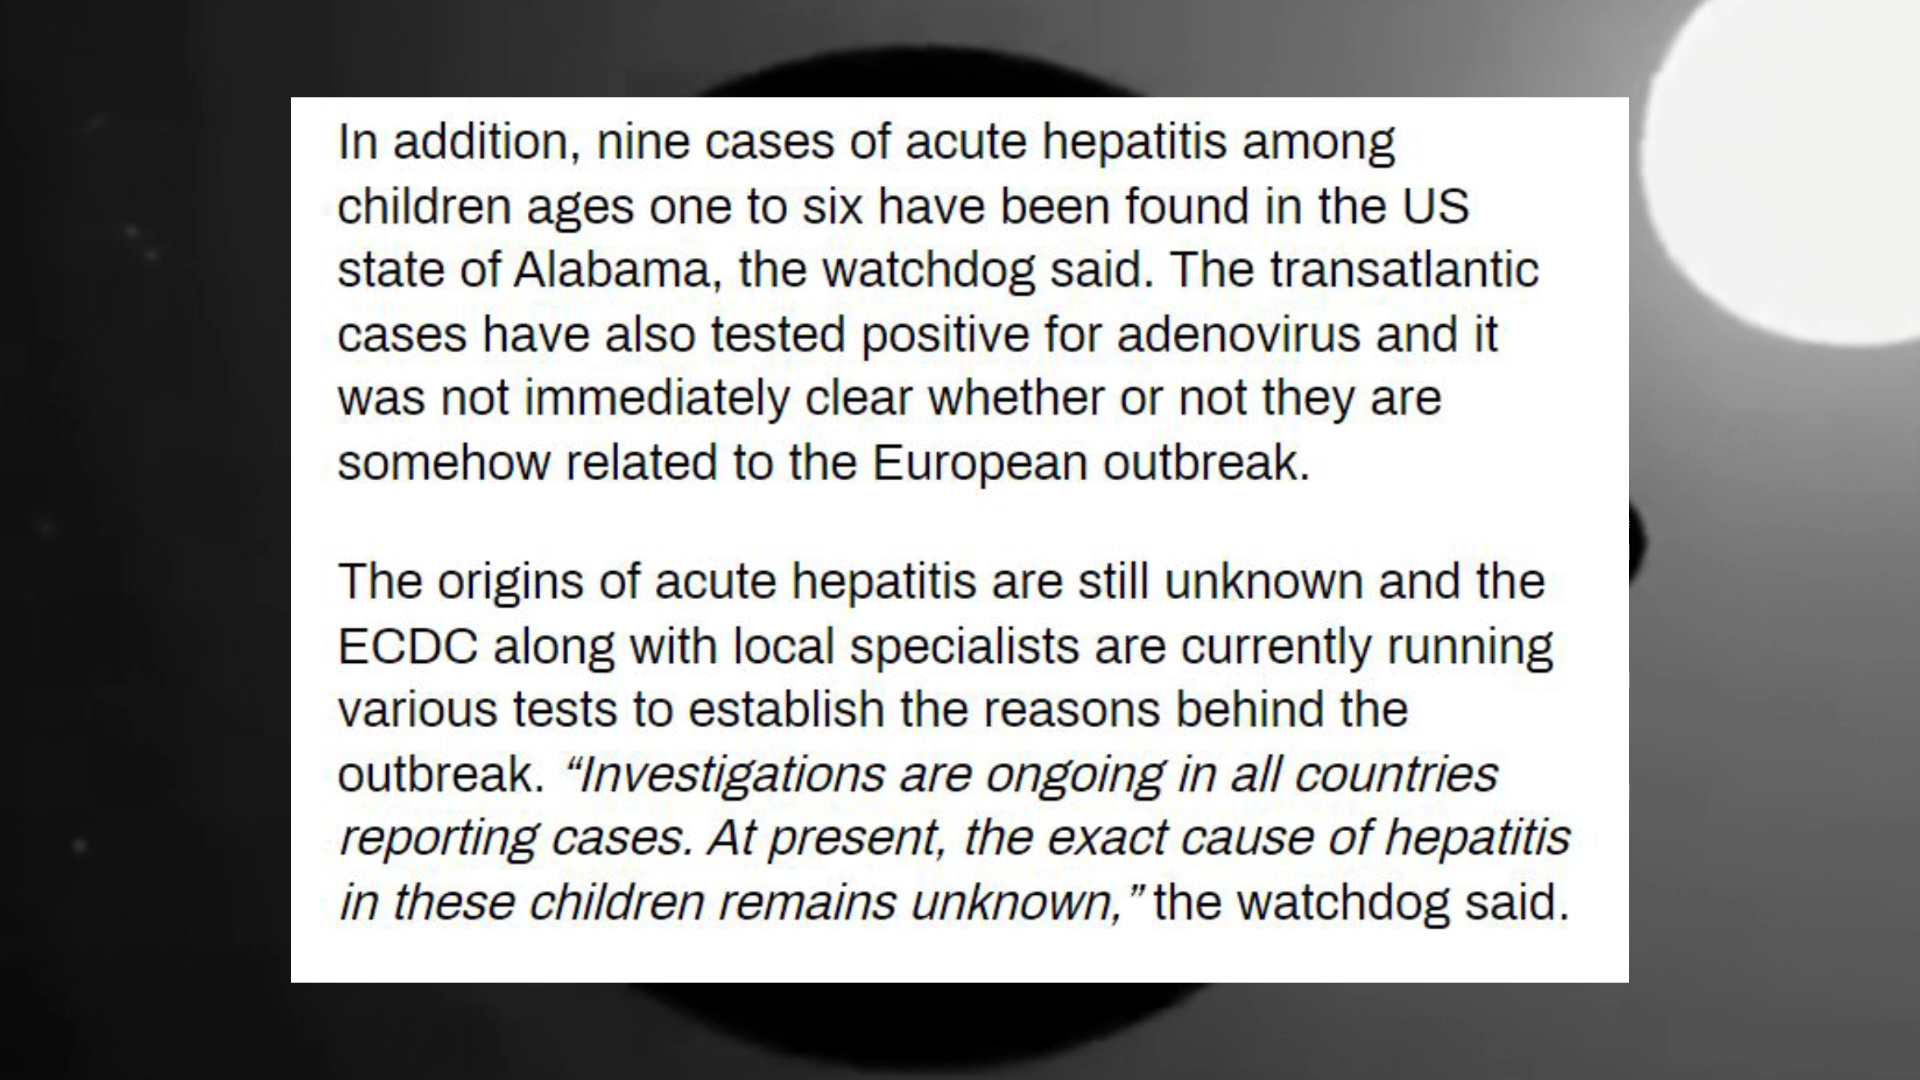 In addition, nine cases of acute hepatitis among
children ages one to six have been found in the US
state of Alabama, the watchdog said. The transatlantic
cases have also tested positive for adenovirus and it
was not immediately clear whether or not they are
somehow related to the European outbreak.
The origins of acute hepatitis are still unknown and the
ECDC along with local specialists are currently running
various tests to establish the reasons behind the
outbreak. “Investigations are ongoing in all countries
reporting cases. At present, the exact cause of hepatitis
in these children remains unknown,” the watchdog said.